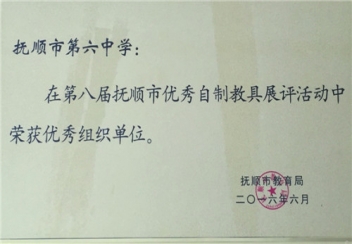 抚顺市第六中学：
在第八届抚顺市优秀自制教具展评活动中
荣获优秀组织单位。
抚顺市教育局
二〇一六年六月